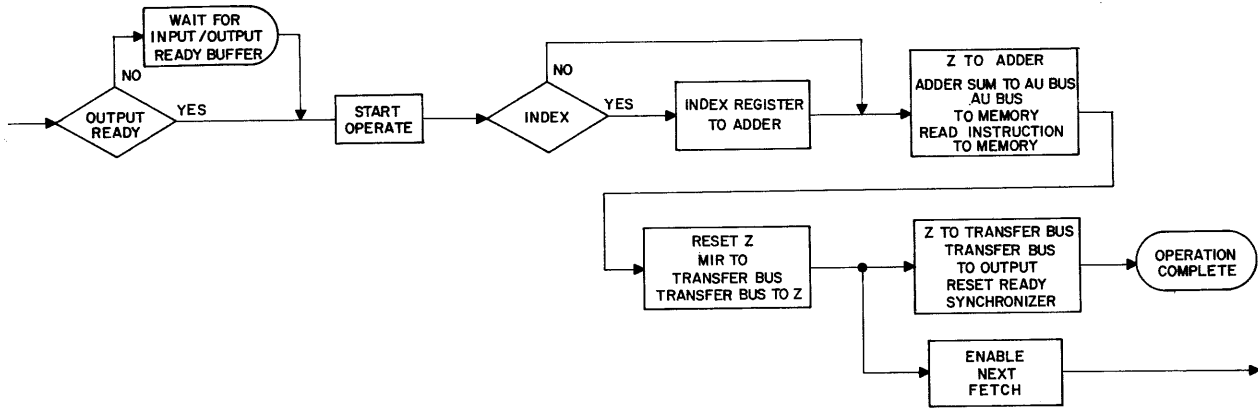 WAIT FOR
INPUT/OUTPUT
READY BUFFER
NO
OUTPUT
READY
YES
START
OPERATE
NO
INDEX
YES
INDEX REGISTER
TO ADDER
Z TO ADDER
ADDER SUM TO AU BUS
AU BUS
TO MEMORY
READ INSTRUCTION
TO MEMORY
RESET Z
MIR TO
TRANSFER BUS
TRANSFER BUS TO Z
Z TO TRANSFER BUS
TRANSFER BUS
TO OUTPUT
RESET READY
SYNCHRONIZER
OPERATION
COMPLETE
ENABLE
NEXT
FETCH